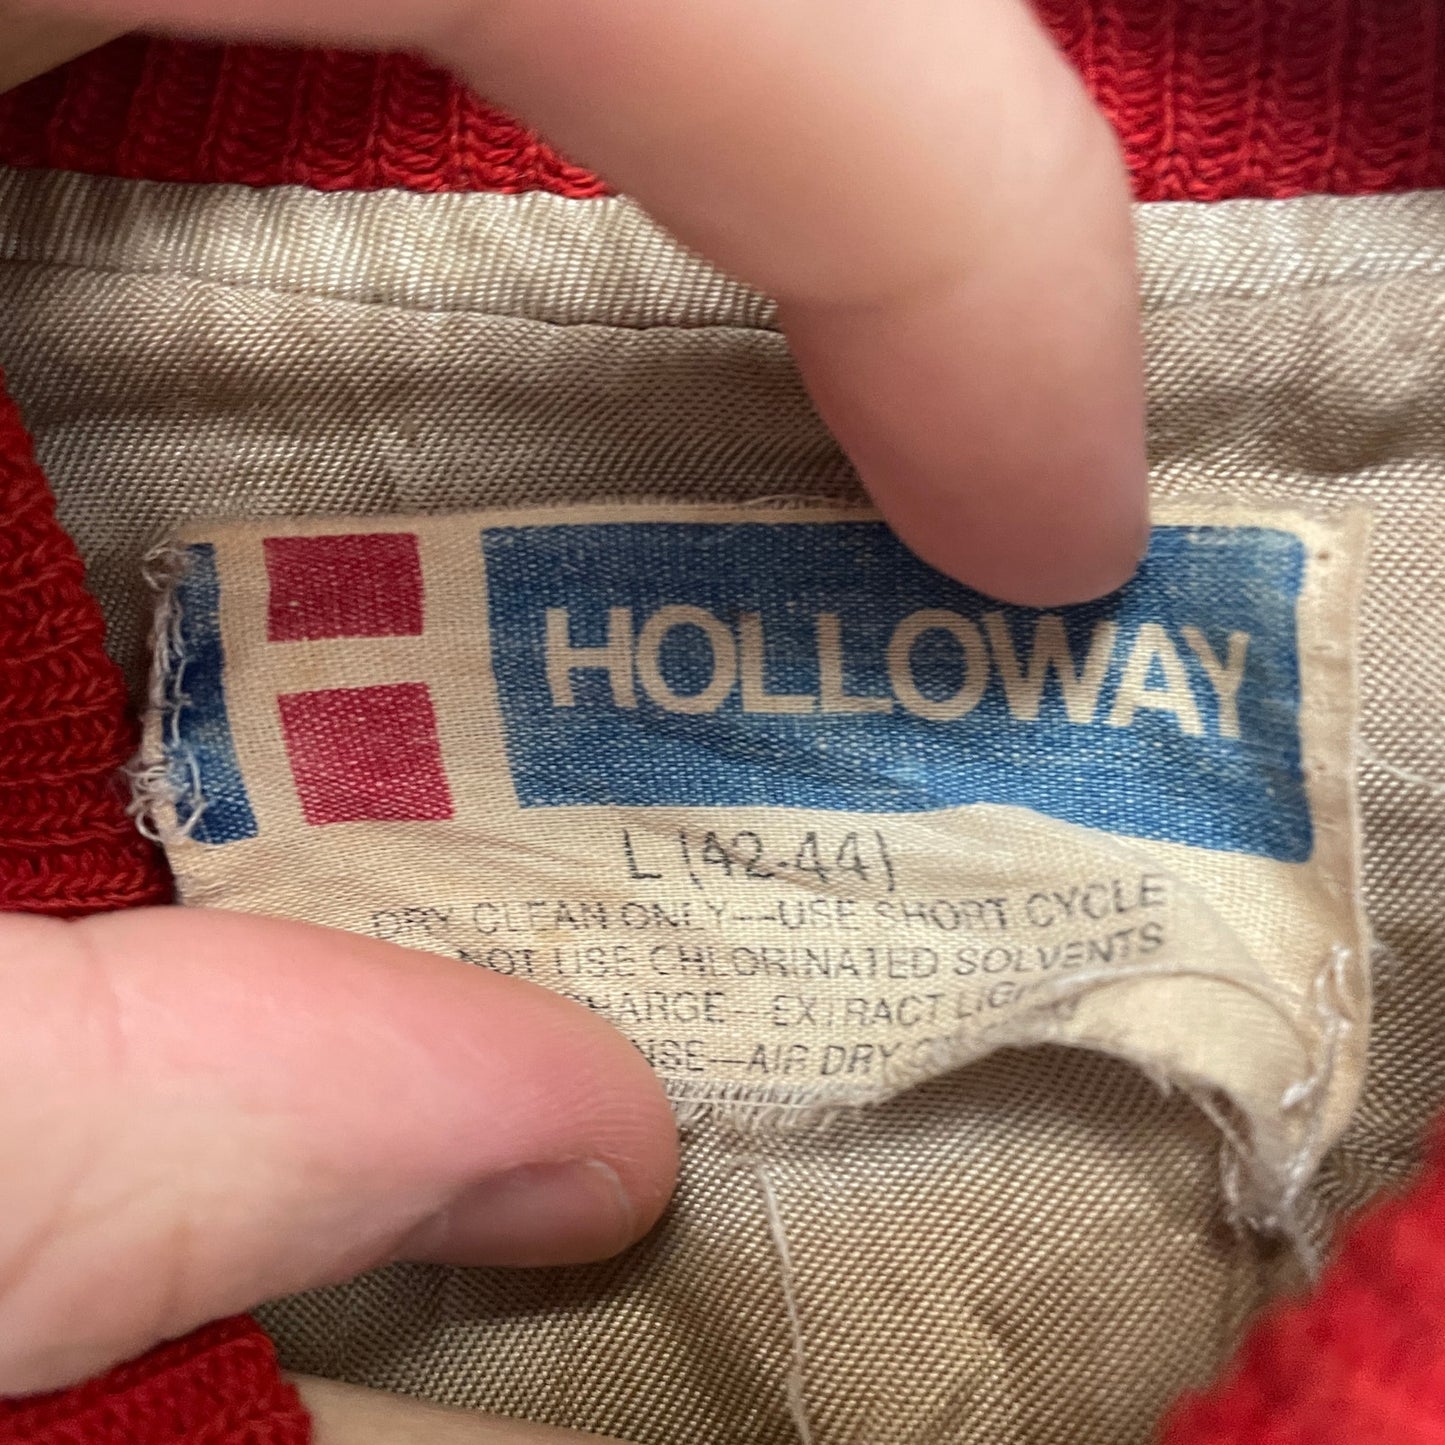 HOLLOWAY
L (42-44)
DRY CLEAN ONLY--USE SHORT CYCLE
NOT USE CHLORINATED SOLVENTS
CHARGE--EXTRACT
AIR DRY